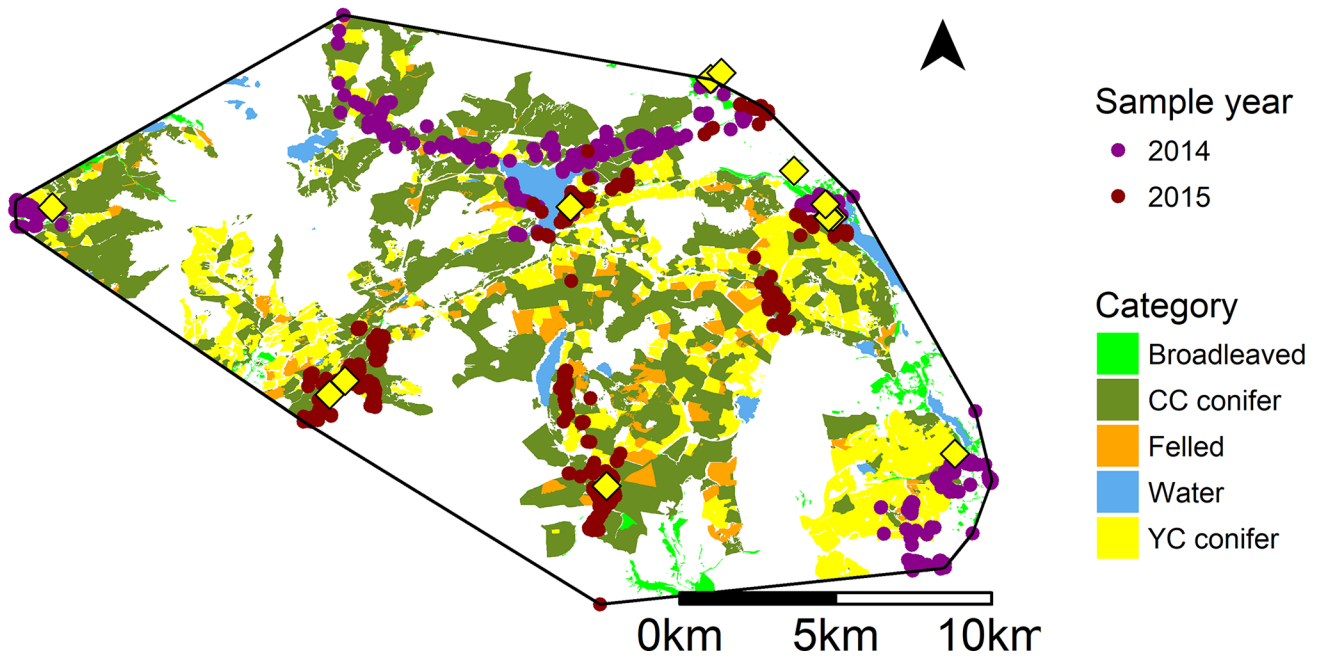 Sample year
2014
2015
Category
Broadleaved
CC conifer
Felled
Water
YC conifer
0km 5km 10km